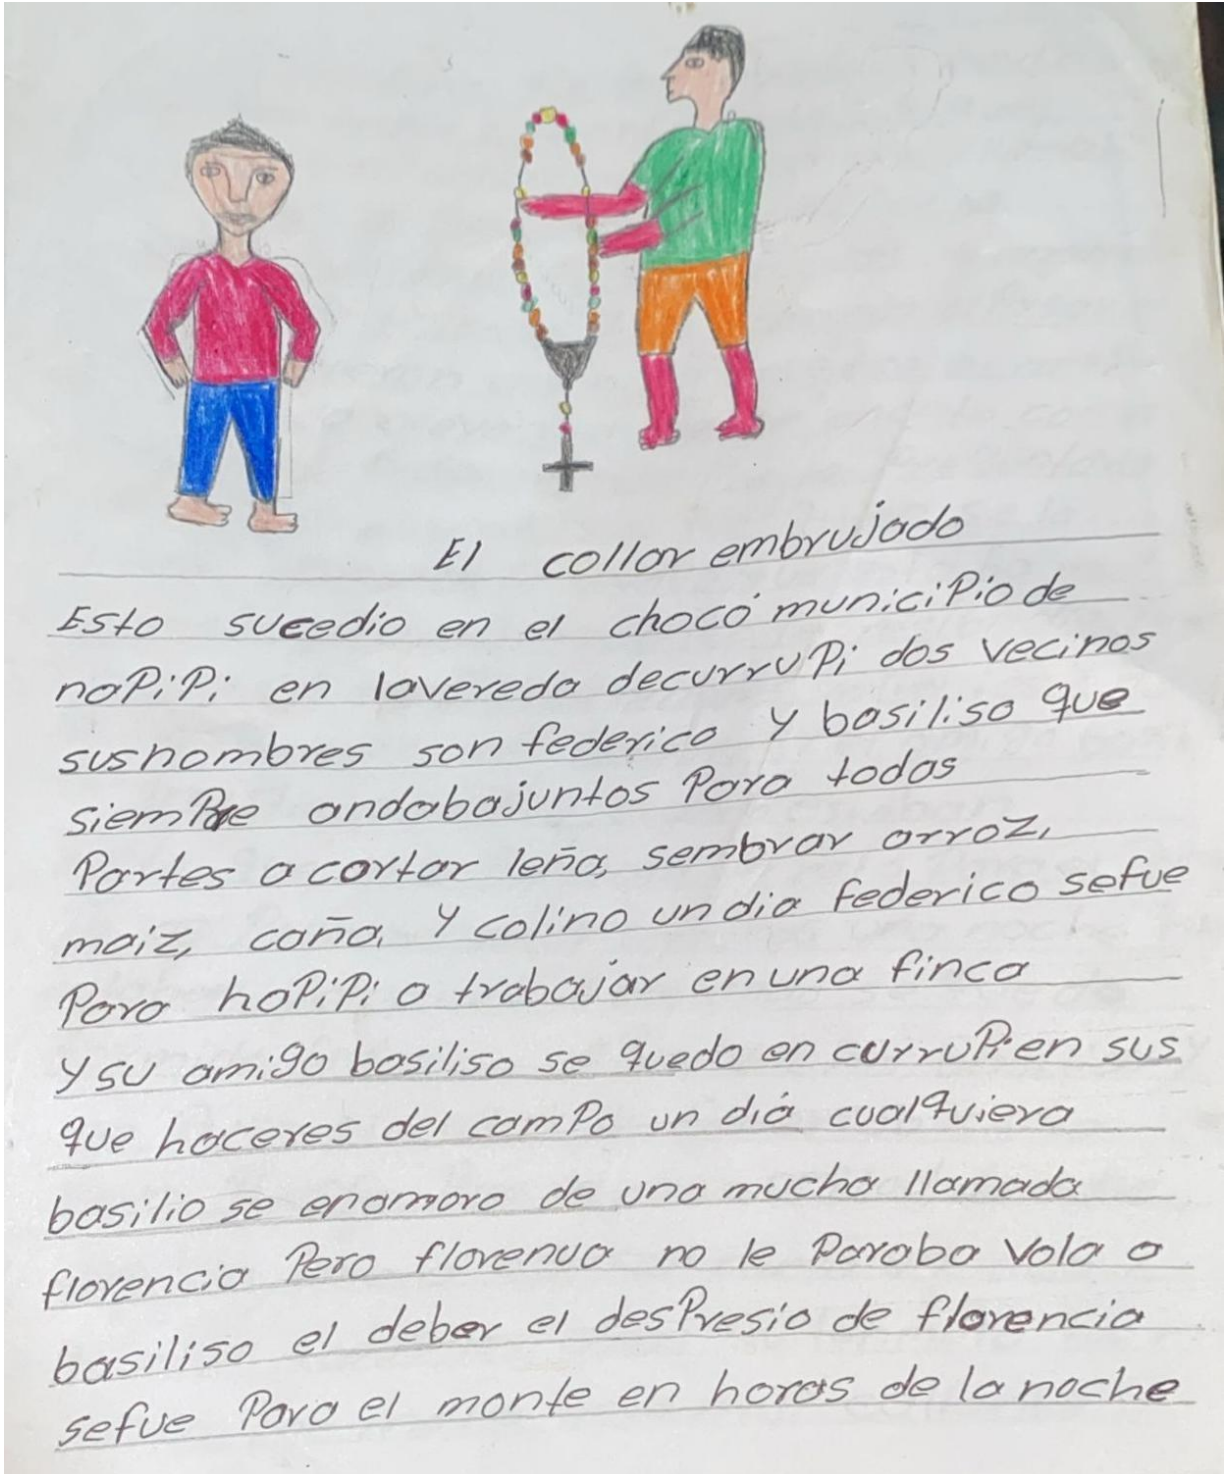 El collar embrujado
Esto sucedio en el chocó municipio de
noPiPi en lavereda decurruPi dos vecinos
susnombres son federico y basiliso que
siemPre andabajuntos Para todas
Partes a cortar leña, sembrar arroz,
maiz, caña, y colino un dia federico sefue
Para hoPiPi a trabajar en una finca
y su amigo basiliso se quedo en curruPi en sus
que haceres del camPo un diá cualquiera
basilio se enamoro de una mucha llamada
florencia Pero florenua no le Paraba Vola a
basiliso el deber el desPresio de florencia
sefue Para el monte en horas de la noche